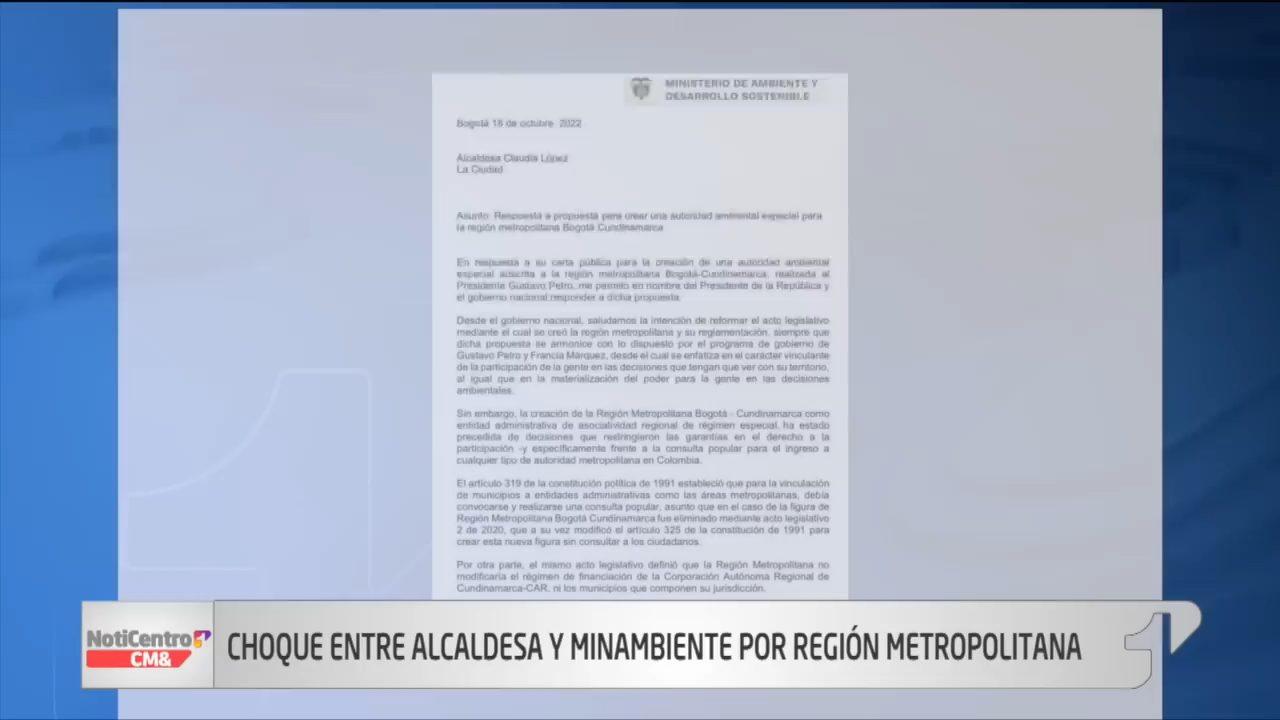 MINISTERIO DE AMBIENTE Y
DESARROLLO SOSTENIBLE
Bogotá 18 de octubre 2022
Alcaldesa Claudia López
La Ciudad
Asunto: Respuesta a propuesta para crear una autoridad ambiental especial para
la región metropolitana Bogotá Cundinamarca
En respuesta a su carta pública para la creación de una autoridad ambiental
especial adscrita a la región metropolitana Bogotá-Cundinamarca, realizada al
Presidente Gustavo Petro, me permito en nombre del Presidente de la República y
el gobierno nacional responder a dicha propuesta.
Desde el gobierno nacional, saludamos la intención de reformar el acto legislativo
mediante el cual se creó la región metropolitana y su reglamentación, siempre que
dicha propuesta se armonice con lo dispuesto por el programa de gobierno de
Gustavo Petro y Francia Márquez, desde el cual se enfatiza en el carácter vinculante
de la participación de la gente en las decisiones que tengan que ver con su territorio,
al igual que en la materialización del poder para la gente en las decisiones
ambientales.
Sin embargo, la creación de la Región Metropolitana Bogotá - Cundinamarca como
entidad administrativa de asociatividad regional de régimen especial, ha estado
precedida de decisiones que restringieron las garantías en el derecho a la
participación -y específicamente frente a la consulta popular para el ingreso a
cualquier tipo de autoridad metropolitana en Colombia.
El artículo 319 de la constitución política de 1991 estableció que para la vinculación
de municipios a entidades administrativas como las áreas metropolitanas, debía
convocarse y realizarse una consulta popular, asunto que en el caso de la figura de
Región Metropolitana Bogotá Cundinamarca fue eliminado mediante acto legislativo
2 de 2020, que a su vez modificó el artículo 325 de la constitución de 1991 para
crear esta nueva figura sin consultar a los ciudadanos.
Por otra parte, el mismo acto legislativo definió que la Región Metropolitana no
modificaría el régimen de financiación de la Corporación Autónoma Regional de
Cundinamarca-CAR, ni los municipios que componen su jurisdicción.
NotiCentro 1
CM&
CHOQUE ENTRE ALCALDESA Y MINAMBIENTE POR REGIÓN METROPOLITANA
1